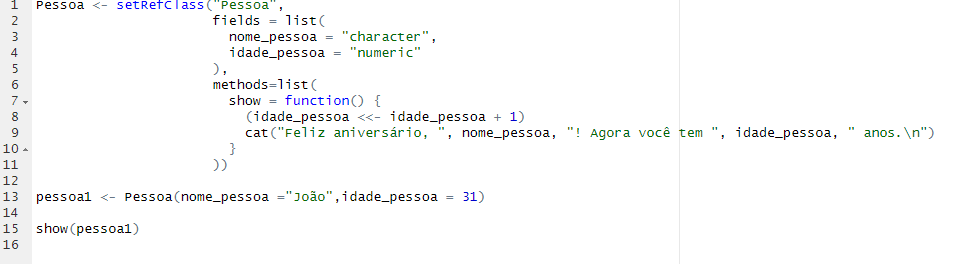 1 Pessoa <- setRefClass("Pessoa",
2 fields = list(
3 nome_pessoa = "character",
4 idade_pessoa = "numeric"
5 ),
6 methods=list(
7 show = function() {
8 (idade_pessoa <<- idade_pessoa + 1)
9 cat("Feliz aniversário, ", nome_pessoa, "! Agora você tem ", idade_pessoa, " anos.\n")
10 }
11 ))
12
13 pessoa1 <- Pessoa(nome_pessoa ="João",idade_pessoa = 31)
14
15 show(pessoa1)
16